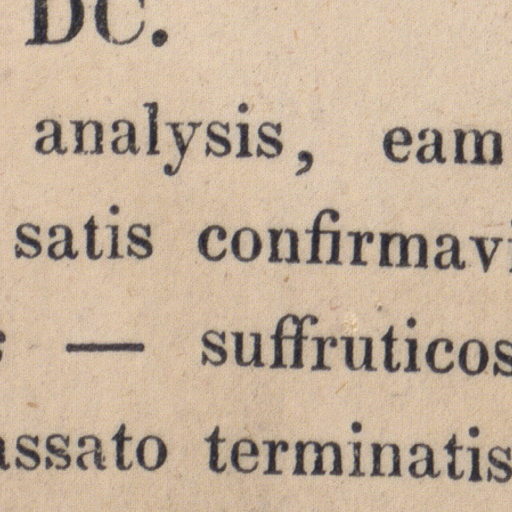 DC.
analysis, eam
satis confirmavi
— suffruticos
assato terminatis